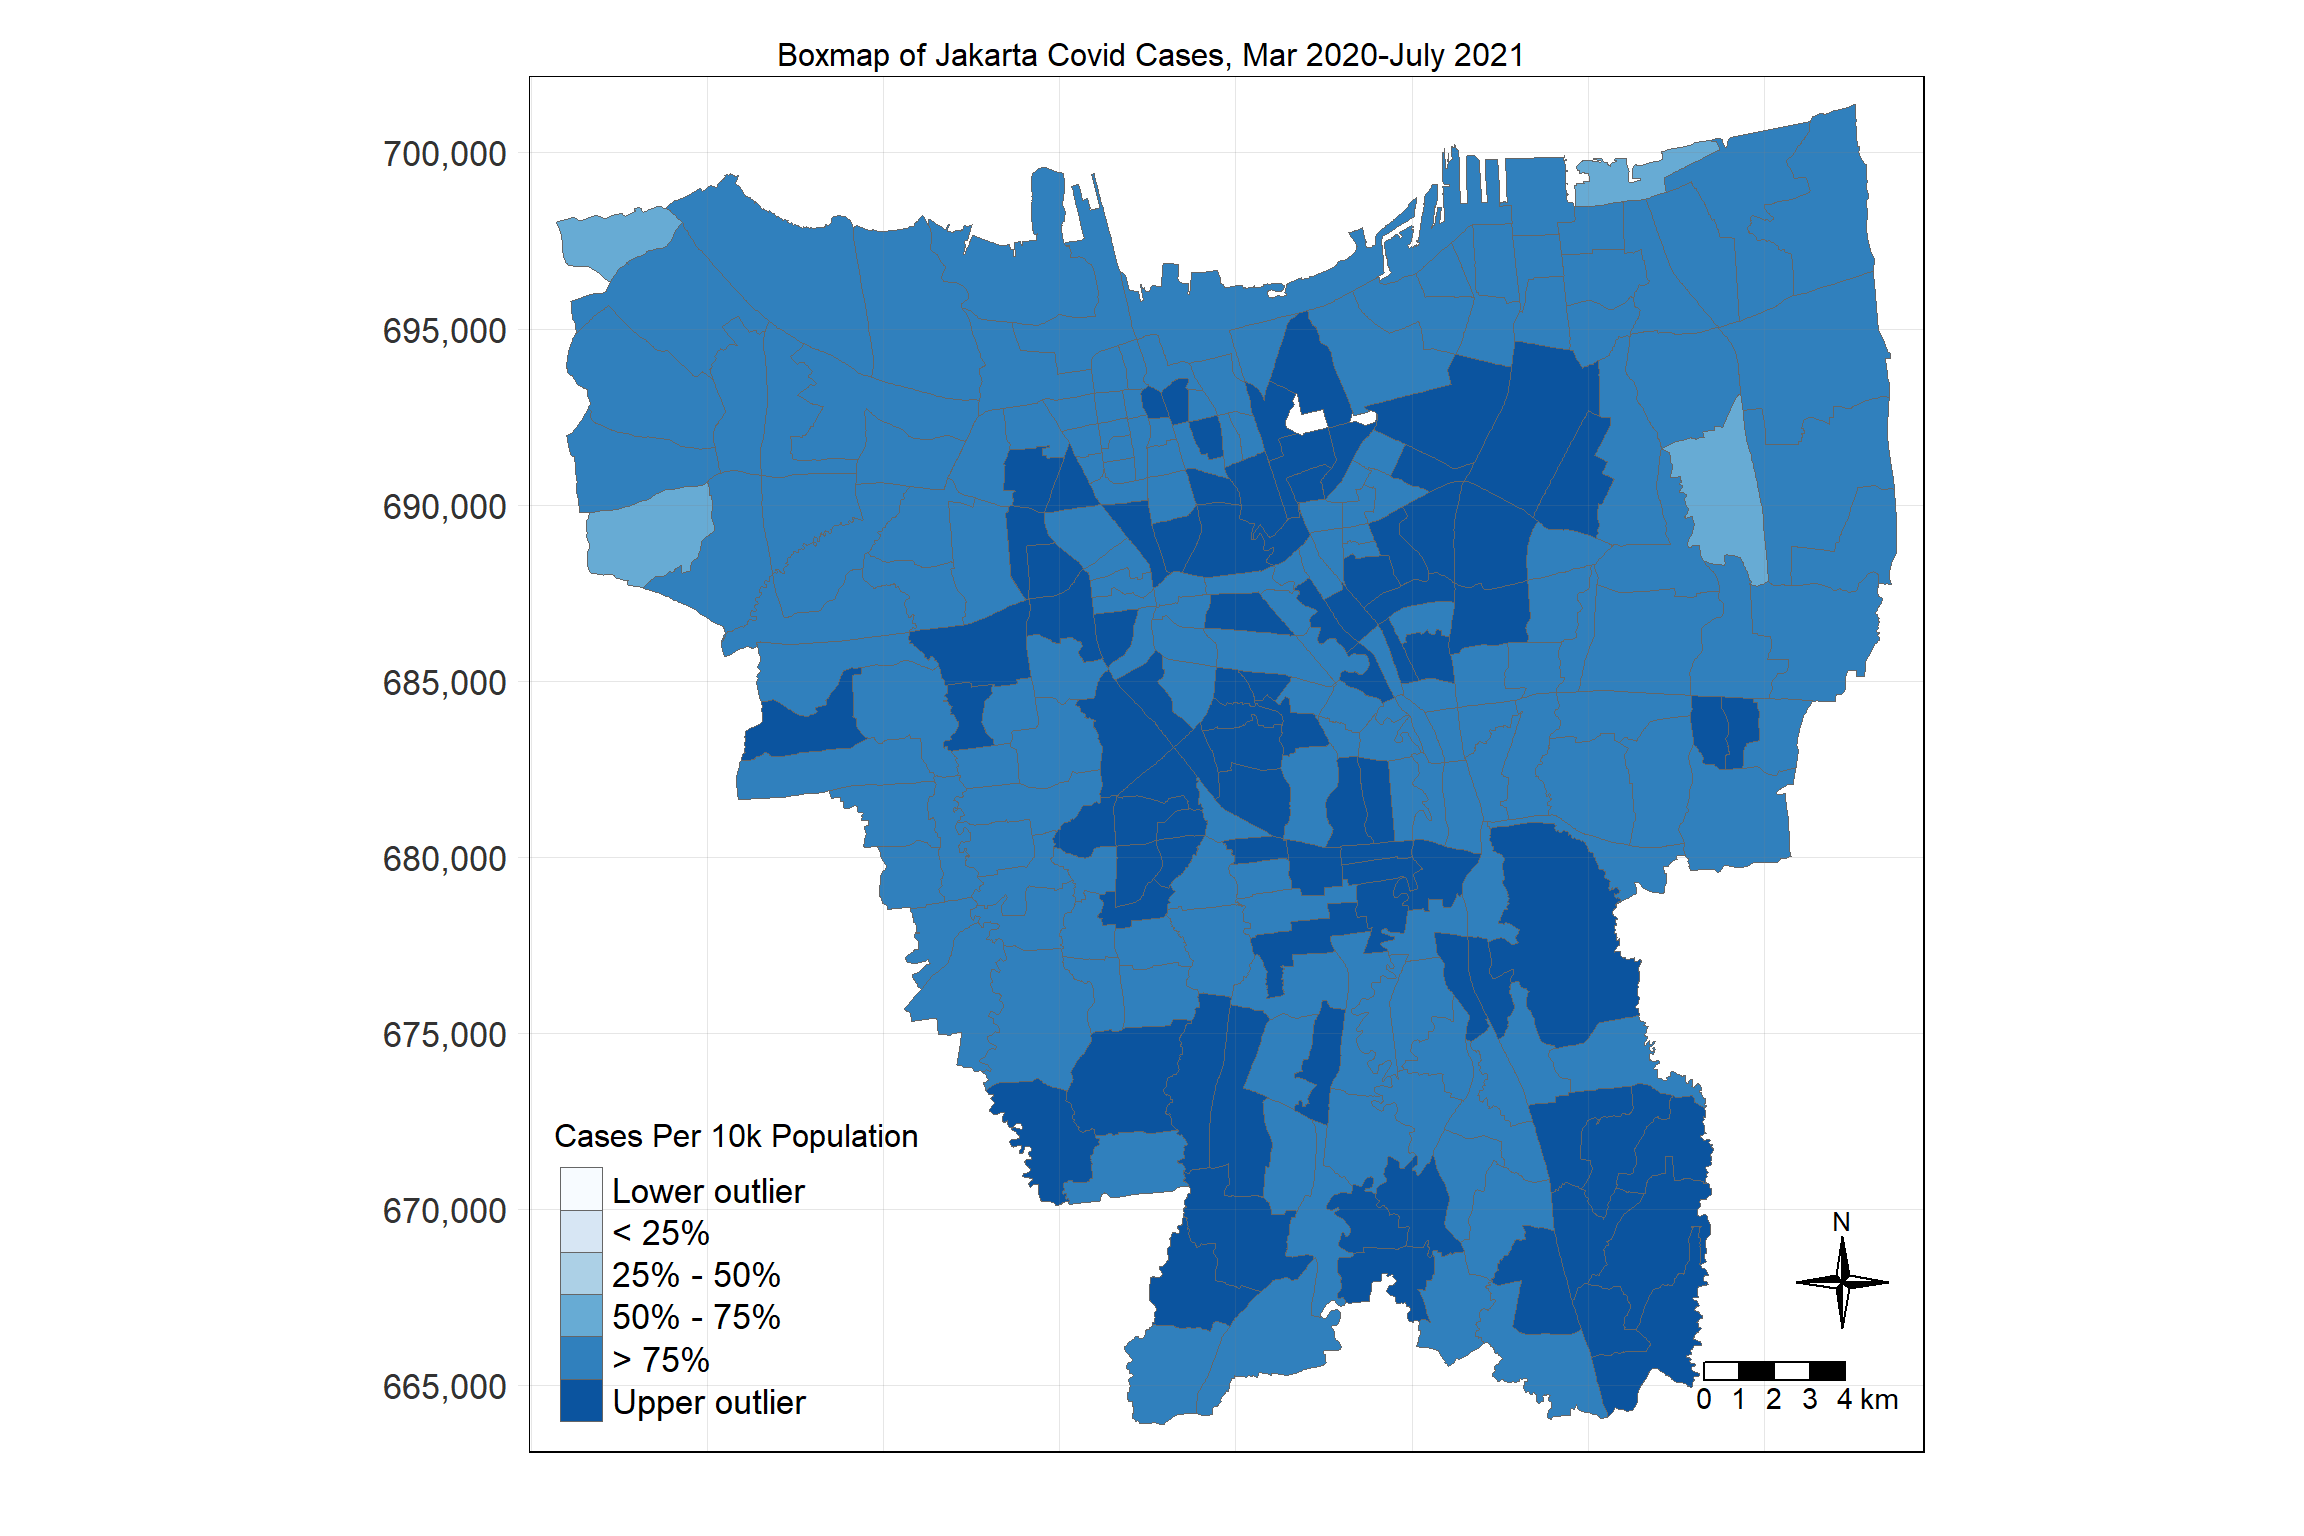 Boxmap of Jakarta Covid Cases, Mar 2020-July 2021
700,000
695,000
690,000
685,000
680,000
675,000
670,000
665,000
Cases Per 10k Population
Lower outlier
< 25%
25% - 50%
50% - 75%
> 75%
Upper outlier
N
0 1 2 3 4 km